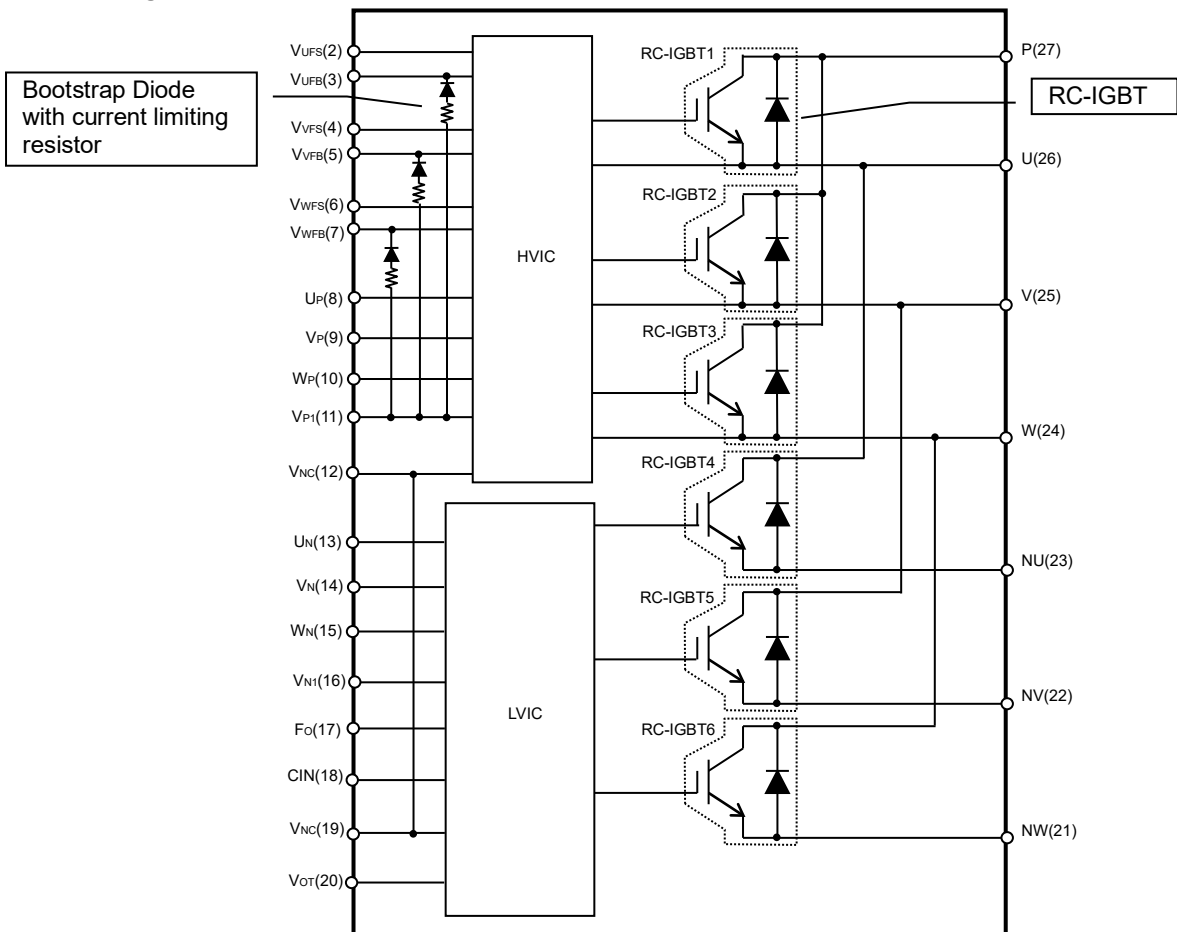 Bootstrap Diode
with current limiting
resistor
VUFS(2)
VUFB(3)
VVFS(4)
VVFB(5)
VWFS(6)
VWFB(7)
UP(8)
VP(9)
WP(10)
VP1(11)
VNC(12)
UN(13)
VN(14)
WN(15)
VN1(16)
FO(17)
CIN(18)
VNC(19)
VOT(20)
HVIC
LVIC
RC-IGBT1
RC-IGBT2
RC-IGBT3
RC-IGBT4
RC-IGBT5
RC-IGBT6
P(27)
RC-IGBT
U(26)
V(25)
W(24)
NU(23)
NV(22)
NW(21)